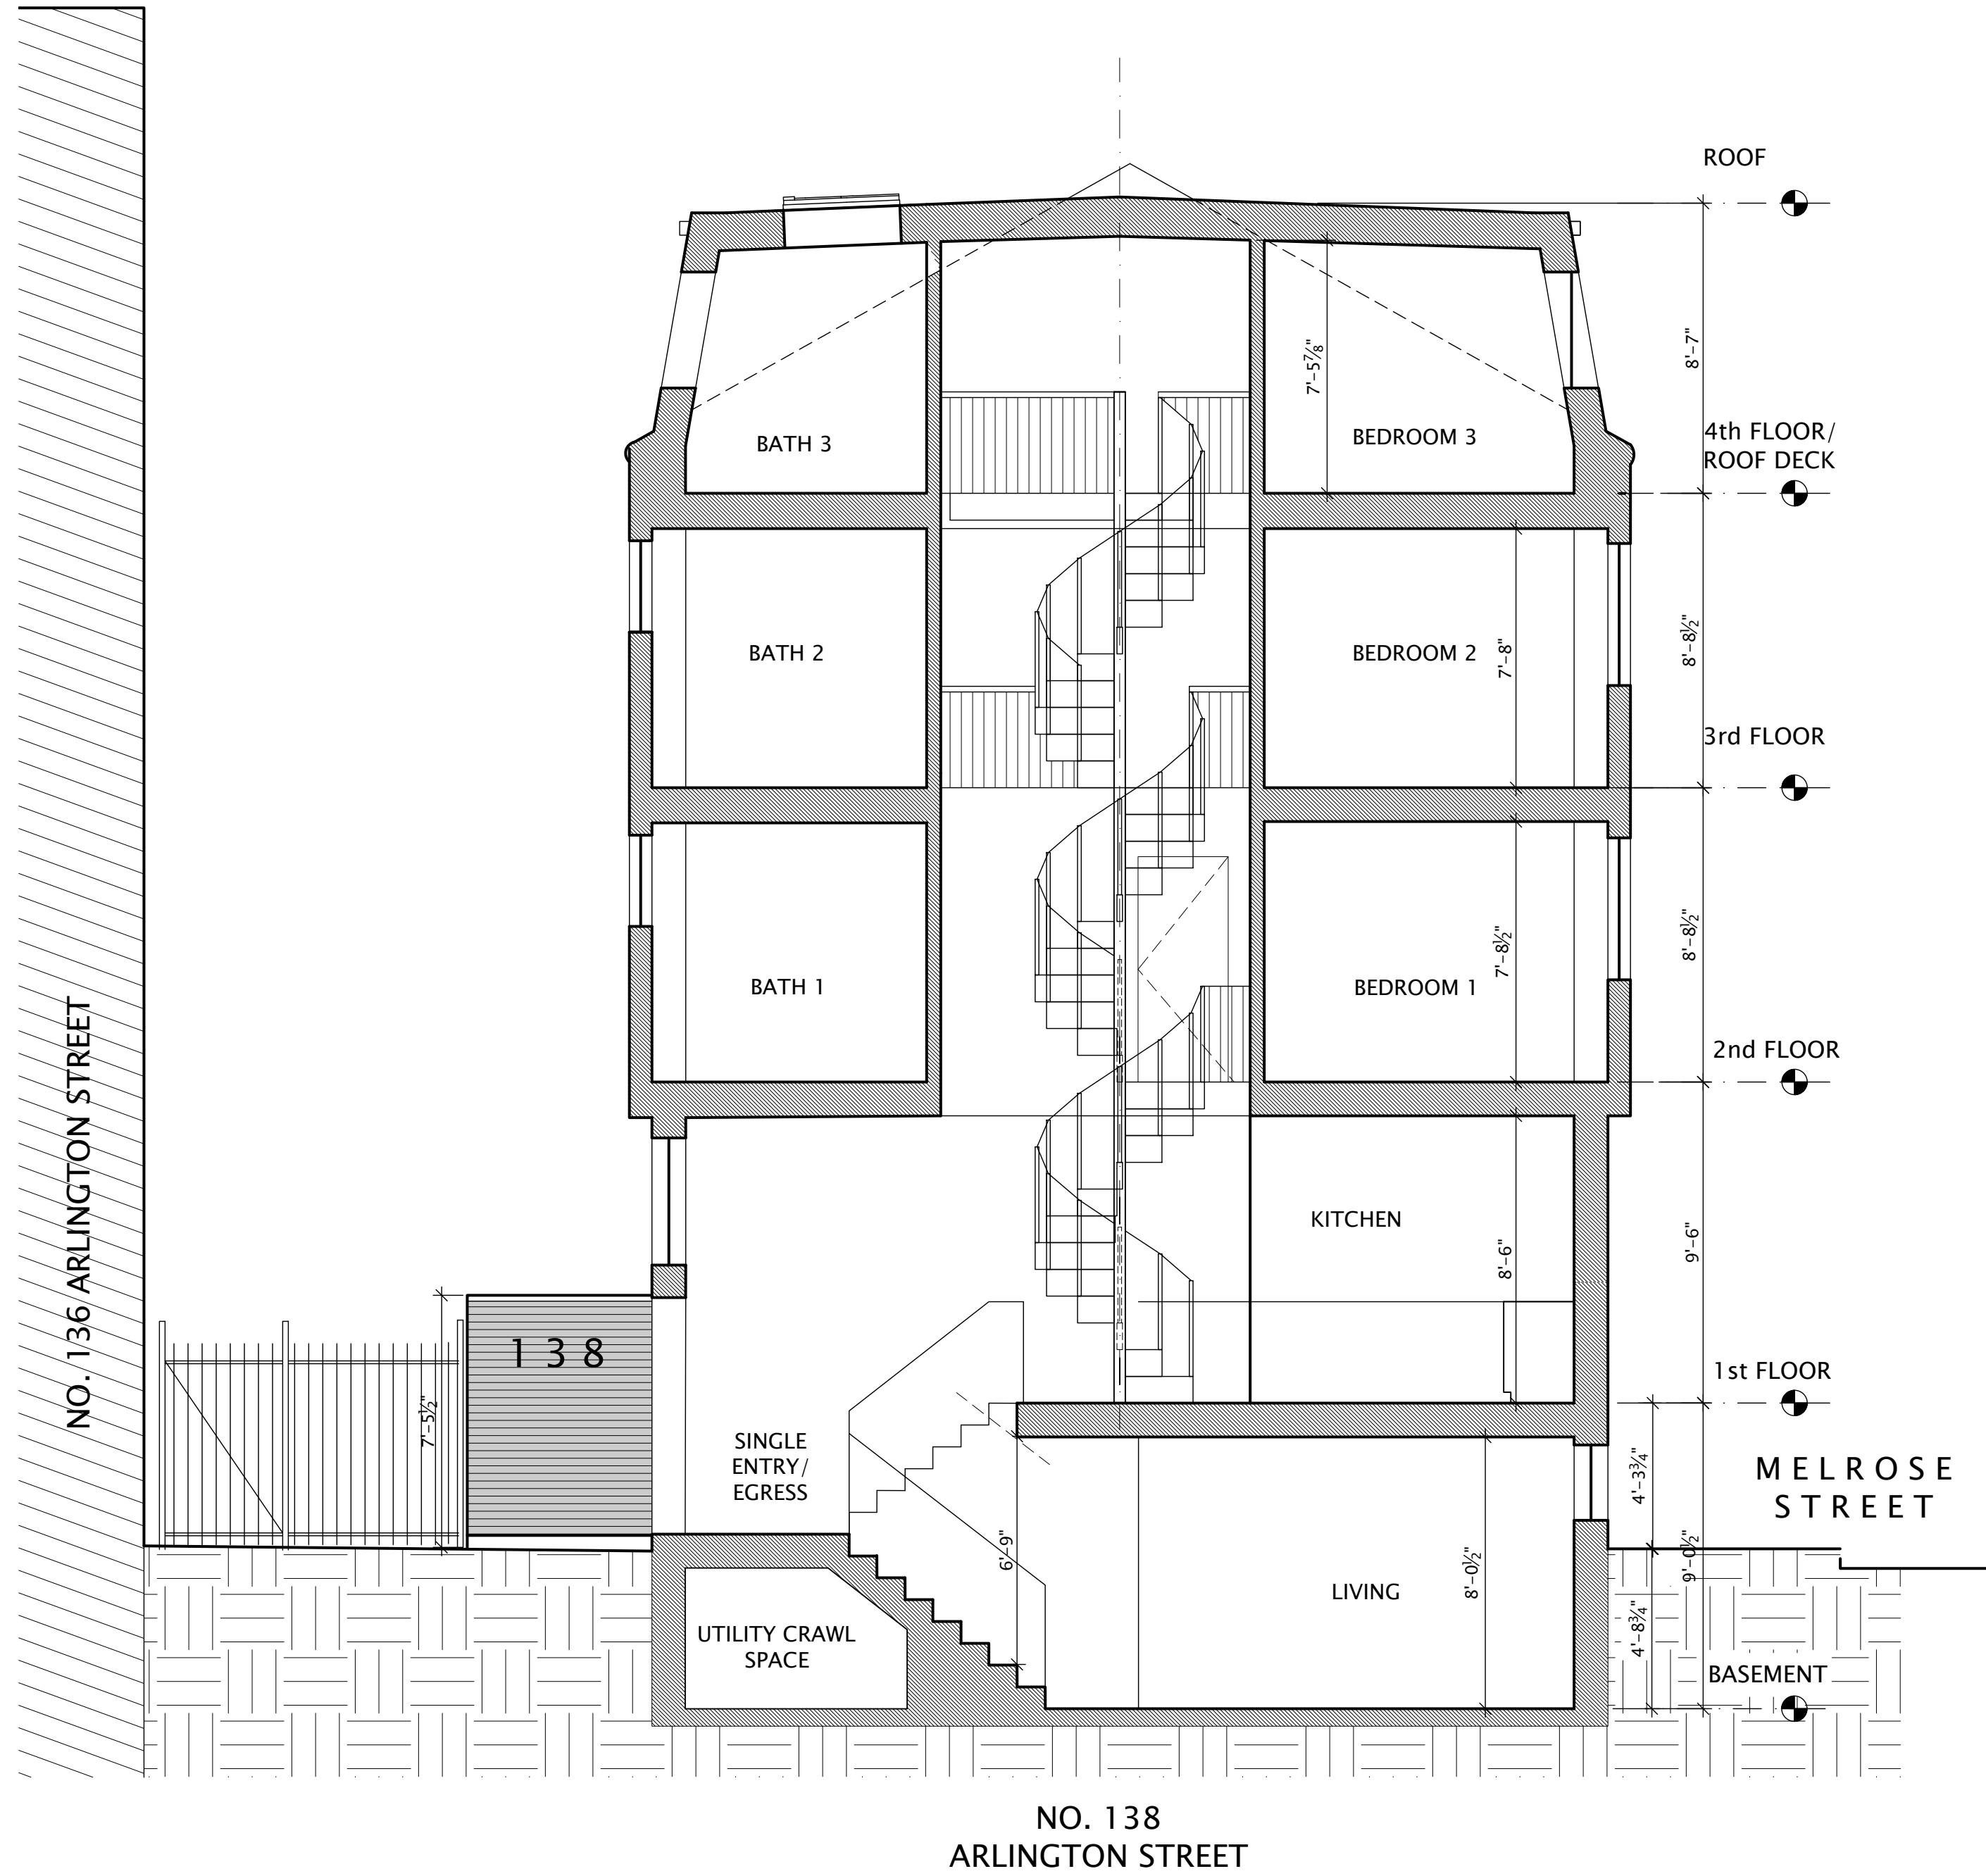 ROOF
8'-7"
7'-5⅞"
4th FLOOR/
ROOF DECK
BATH 3
BEDROOM 3
8'-8½"
BATH 2
BEDROOM 2
7'-8"
3rd FLOOR
8'-8½"
7'-8½"
BATH 1
BEDROOM 1
2nd FLOOR
NO. 136 ARLINGTON STREET
KITCHEN
8'-6"
9'-6"
1 3 8
7'-5½"
1st FLOOR
SINGLE
ENTRY/
EGRESS
4'-3¾"
MELROSE
STREET
6'-9"
8'-0½"
9'-0½"
LIVING
4'-8¾"
UTILITY CRAWL
SPACE
BASEMENT
NO. 138
ARLINGTON STREET